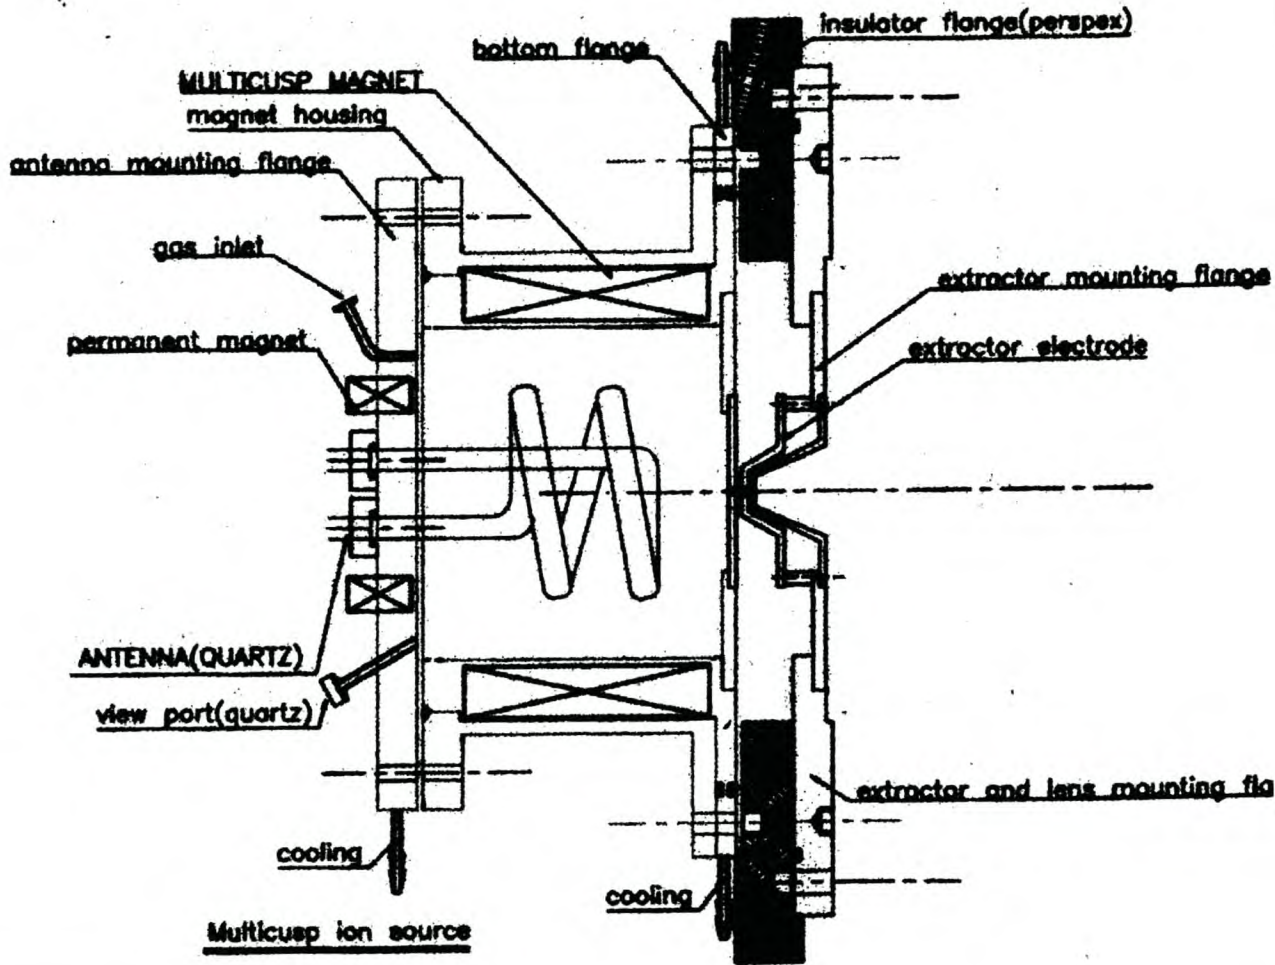 insulator flange(perspex)
bottom flange
MULTICUSP MAGNET
magnet housing
antenna mounting flange
gas inlet
extractor mounting flange
permanent magnet
extractor electrode
ANTENNA(QUARTZ)
view port(quartz)
extractor and lens mounting fla
cooling
cooling
Multicusp ion source